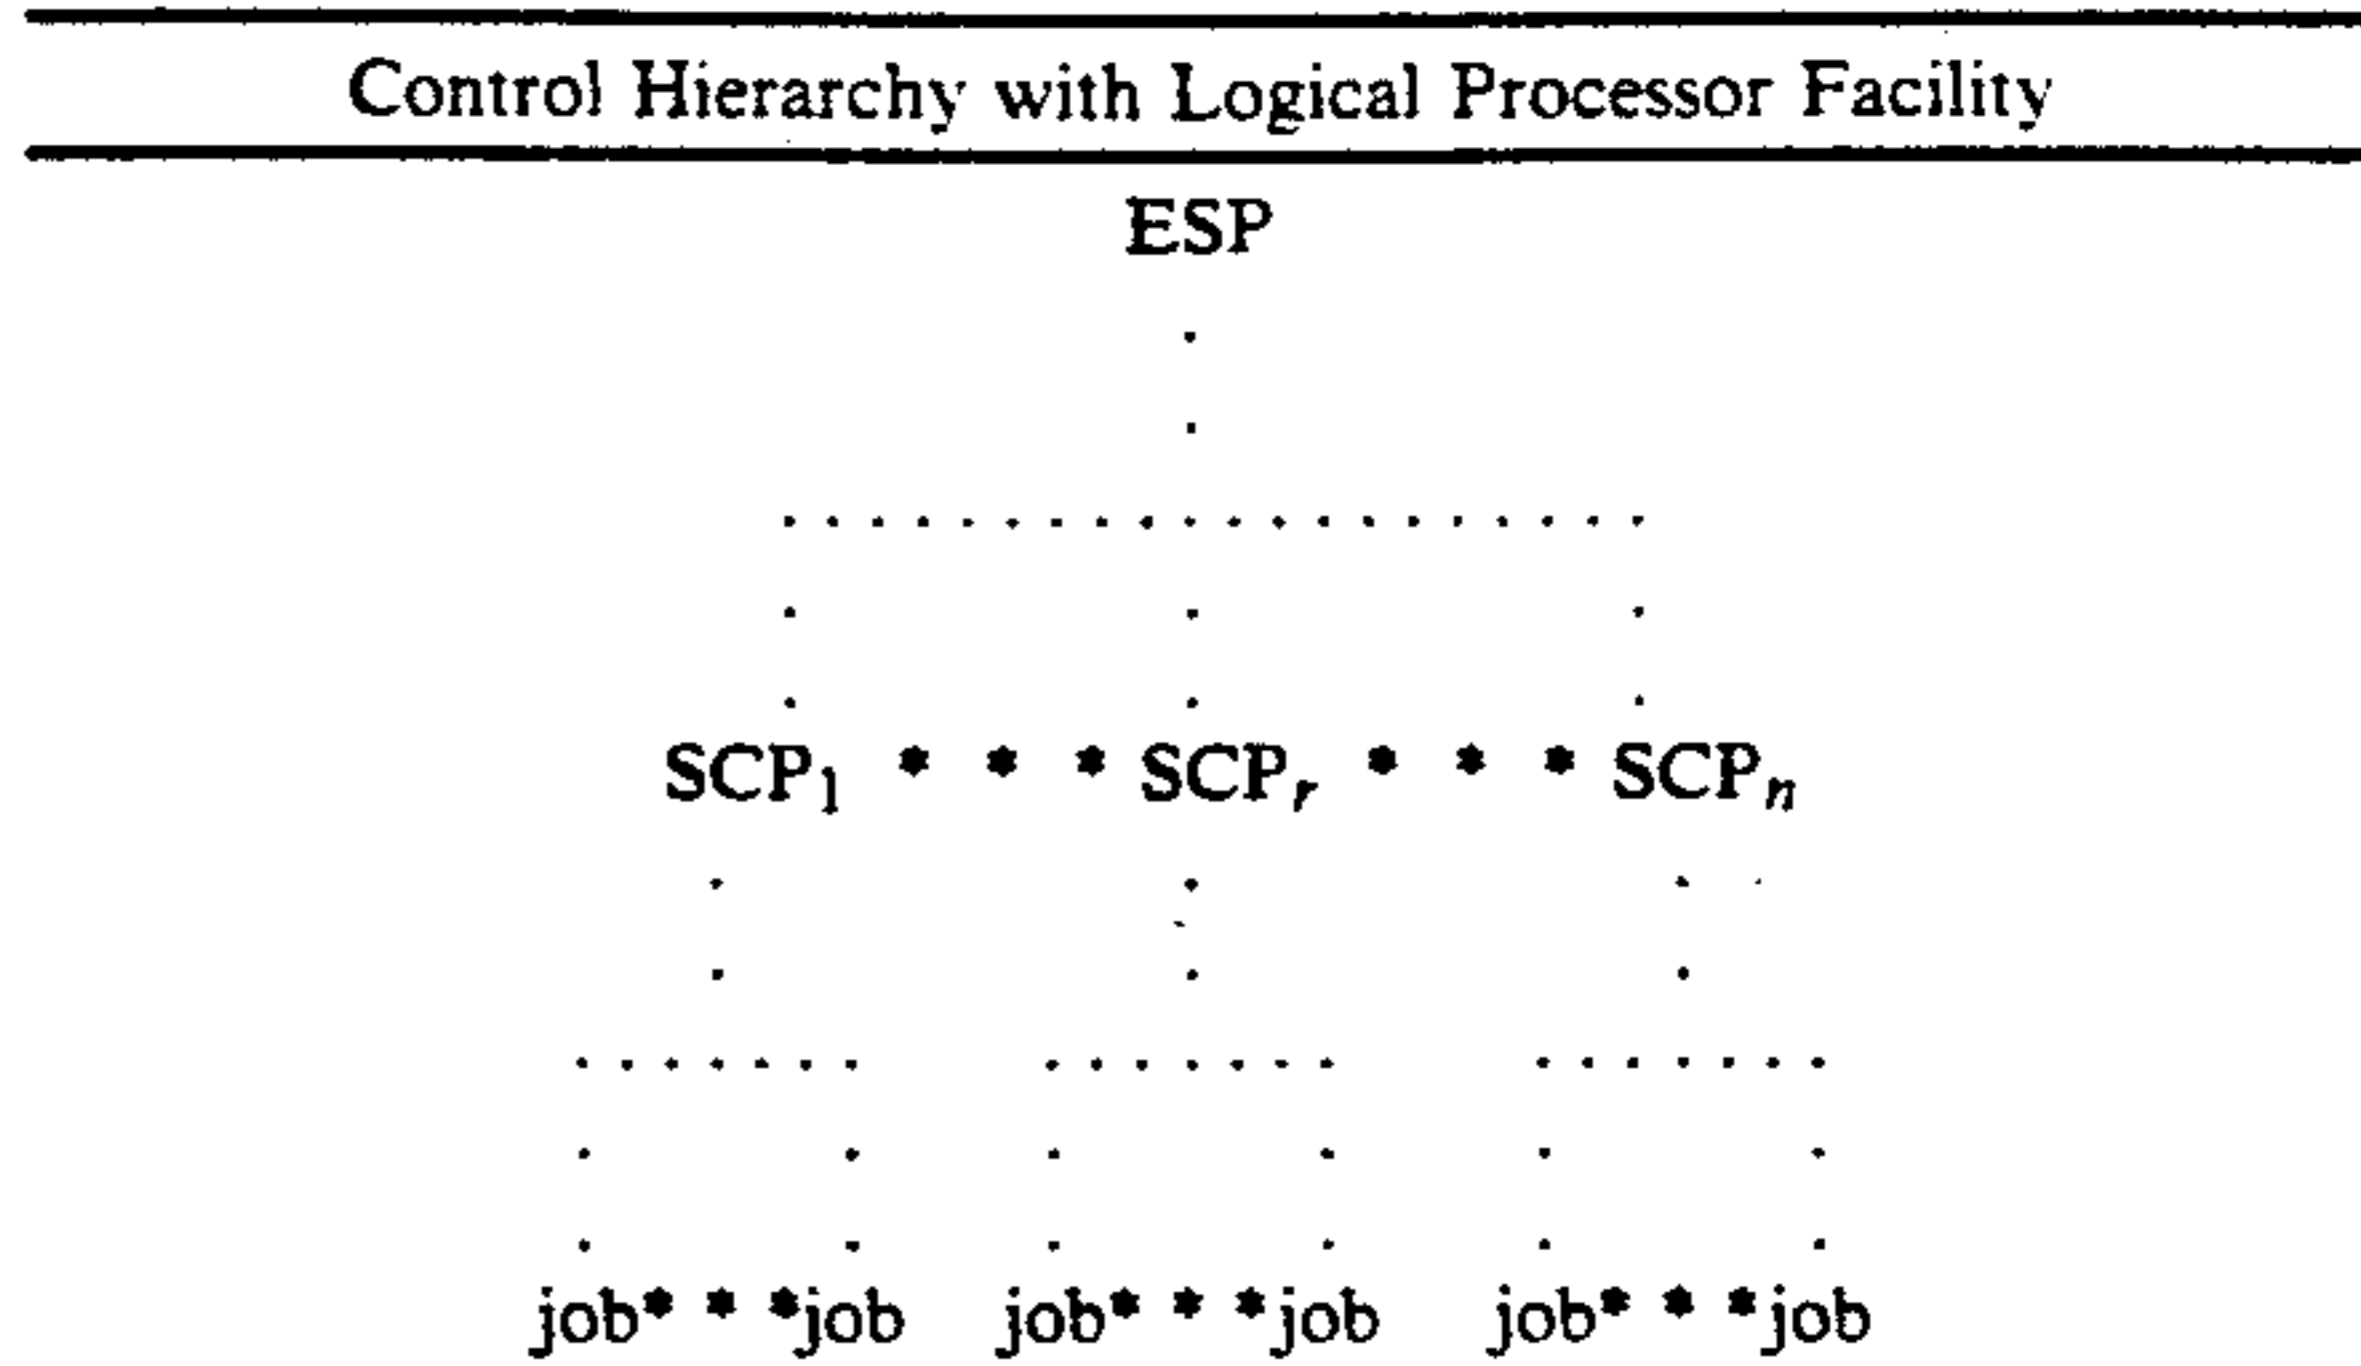 Control Hierarchy with Logical Processor Facility
ESP
SCP₁ * * * SCPᵣ * * * SCPₙ
job* * *job job* * *job job* * *job